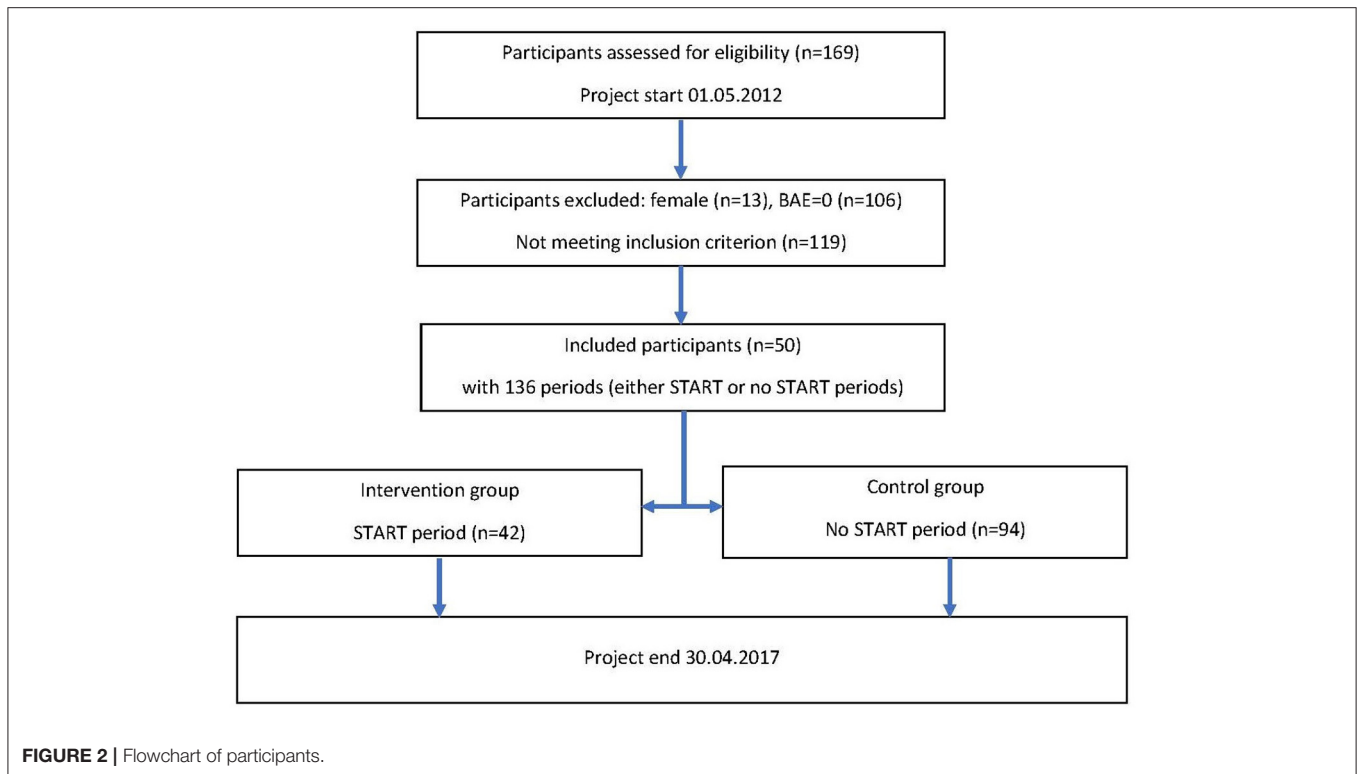 Participants assessed for eligibility (n=169)
Project start 01.05.2012
Participants excluded: female (n=13), BAE=0 (n=106)
Not meeting inclusion criterion (n=119)
Included participants (n=50)
with 136 periods (either START or no START periods)
Intervention group
START period (n=42)
Control group
No START period (n=94)
Project end 30.04.2017
FIGURE 2 | Flowchart of participants.